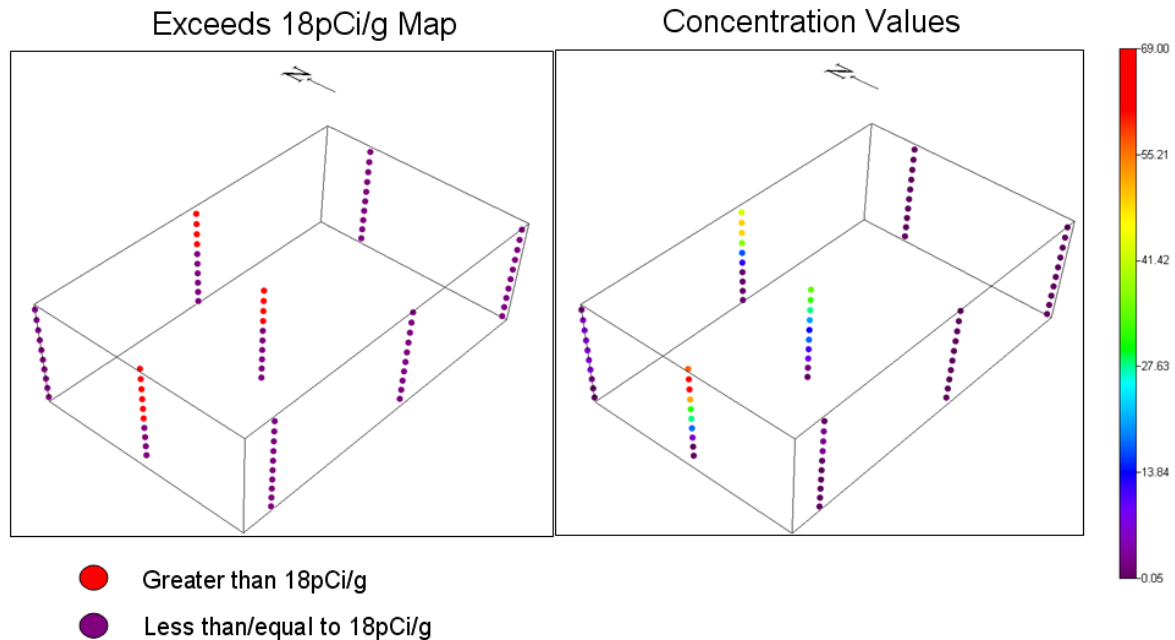 Exceeds 18pCi/g Map
Concentration Values
N
N
69.00
55.21
41.42
27.63
13.84
0.05
Greater than 18pCi/g
Less than/equal to 18pCi/g